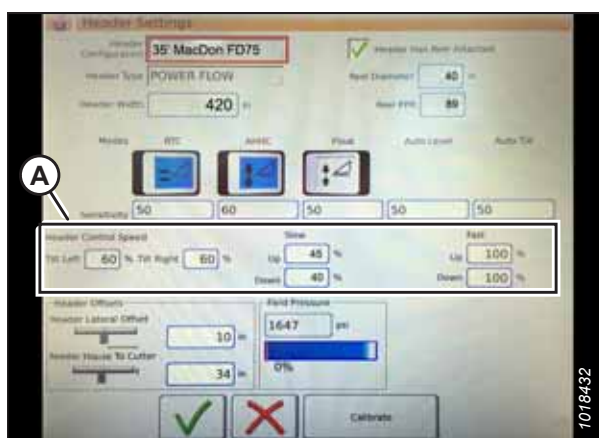 Header Settings
Header Configuration 35' MacDon FD75 Header Has Reel Attached
Header Type POWER FLOW Reel Diameter 40 in
Header Width 420 in Reel PPR 89
Modes RTC AHHC Float Auto Level Auto Tilt
A
Sensitivity 50 60 50 50 50
Header Control Speed Slow Fast
Tilt Left 60 % Tilt Right 60 % Up 45 % Up 100 %
Down 40 % Down 100 %
Header Offsets Field Pressure
Header Lateral Offset 1647 psi
10 in
Feeder House To Cutter 0%
34 in
Calibrate
1018432